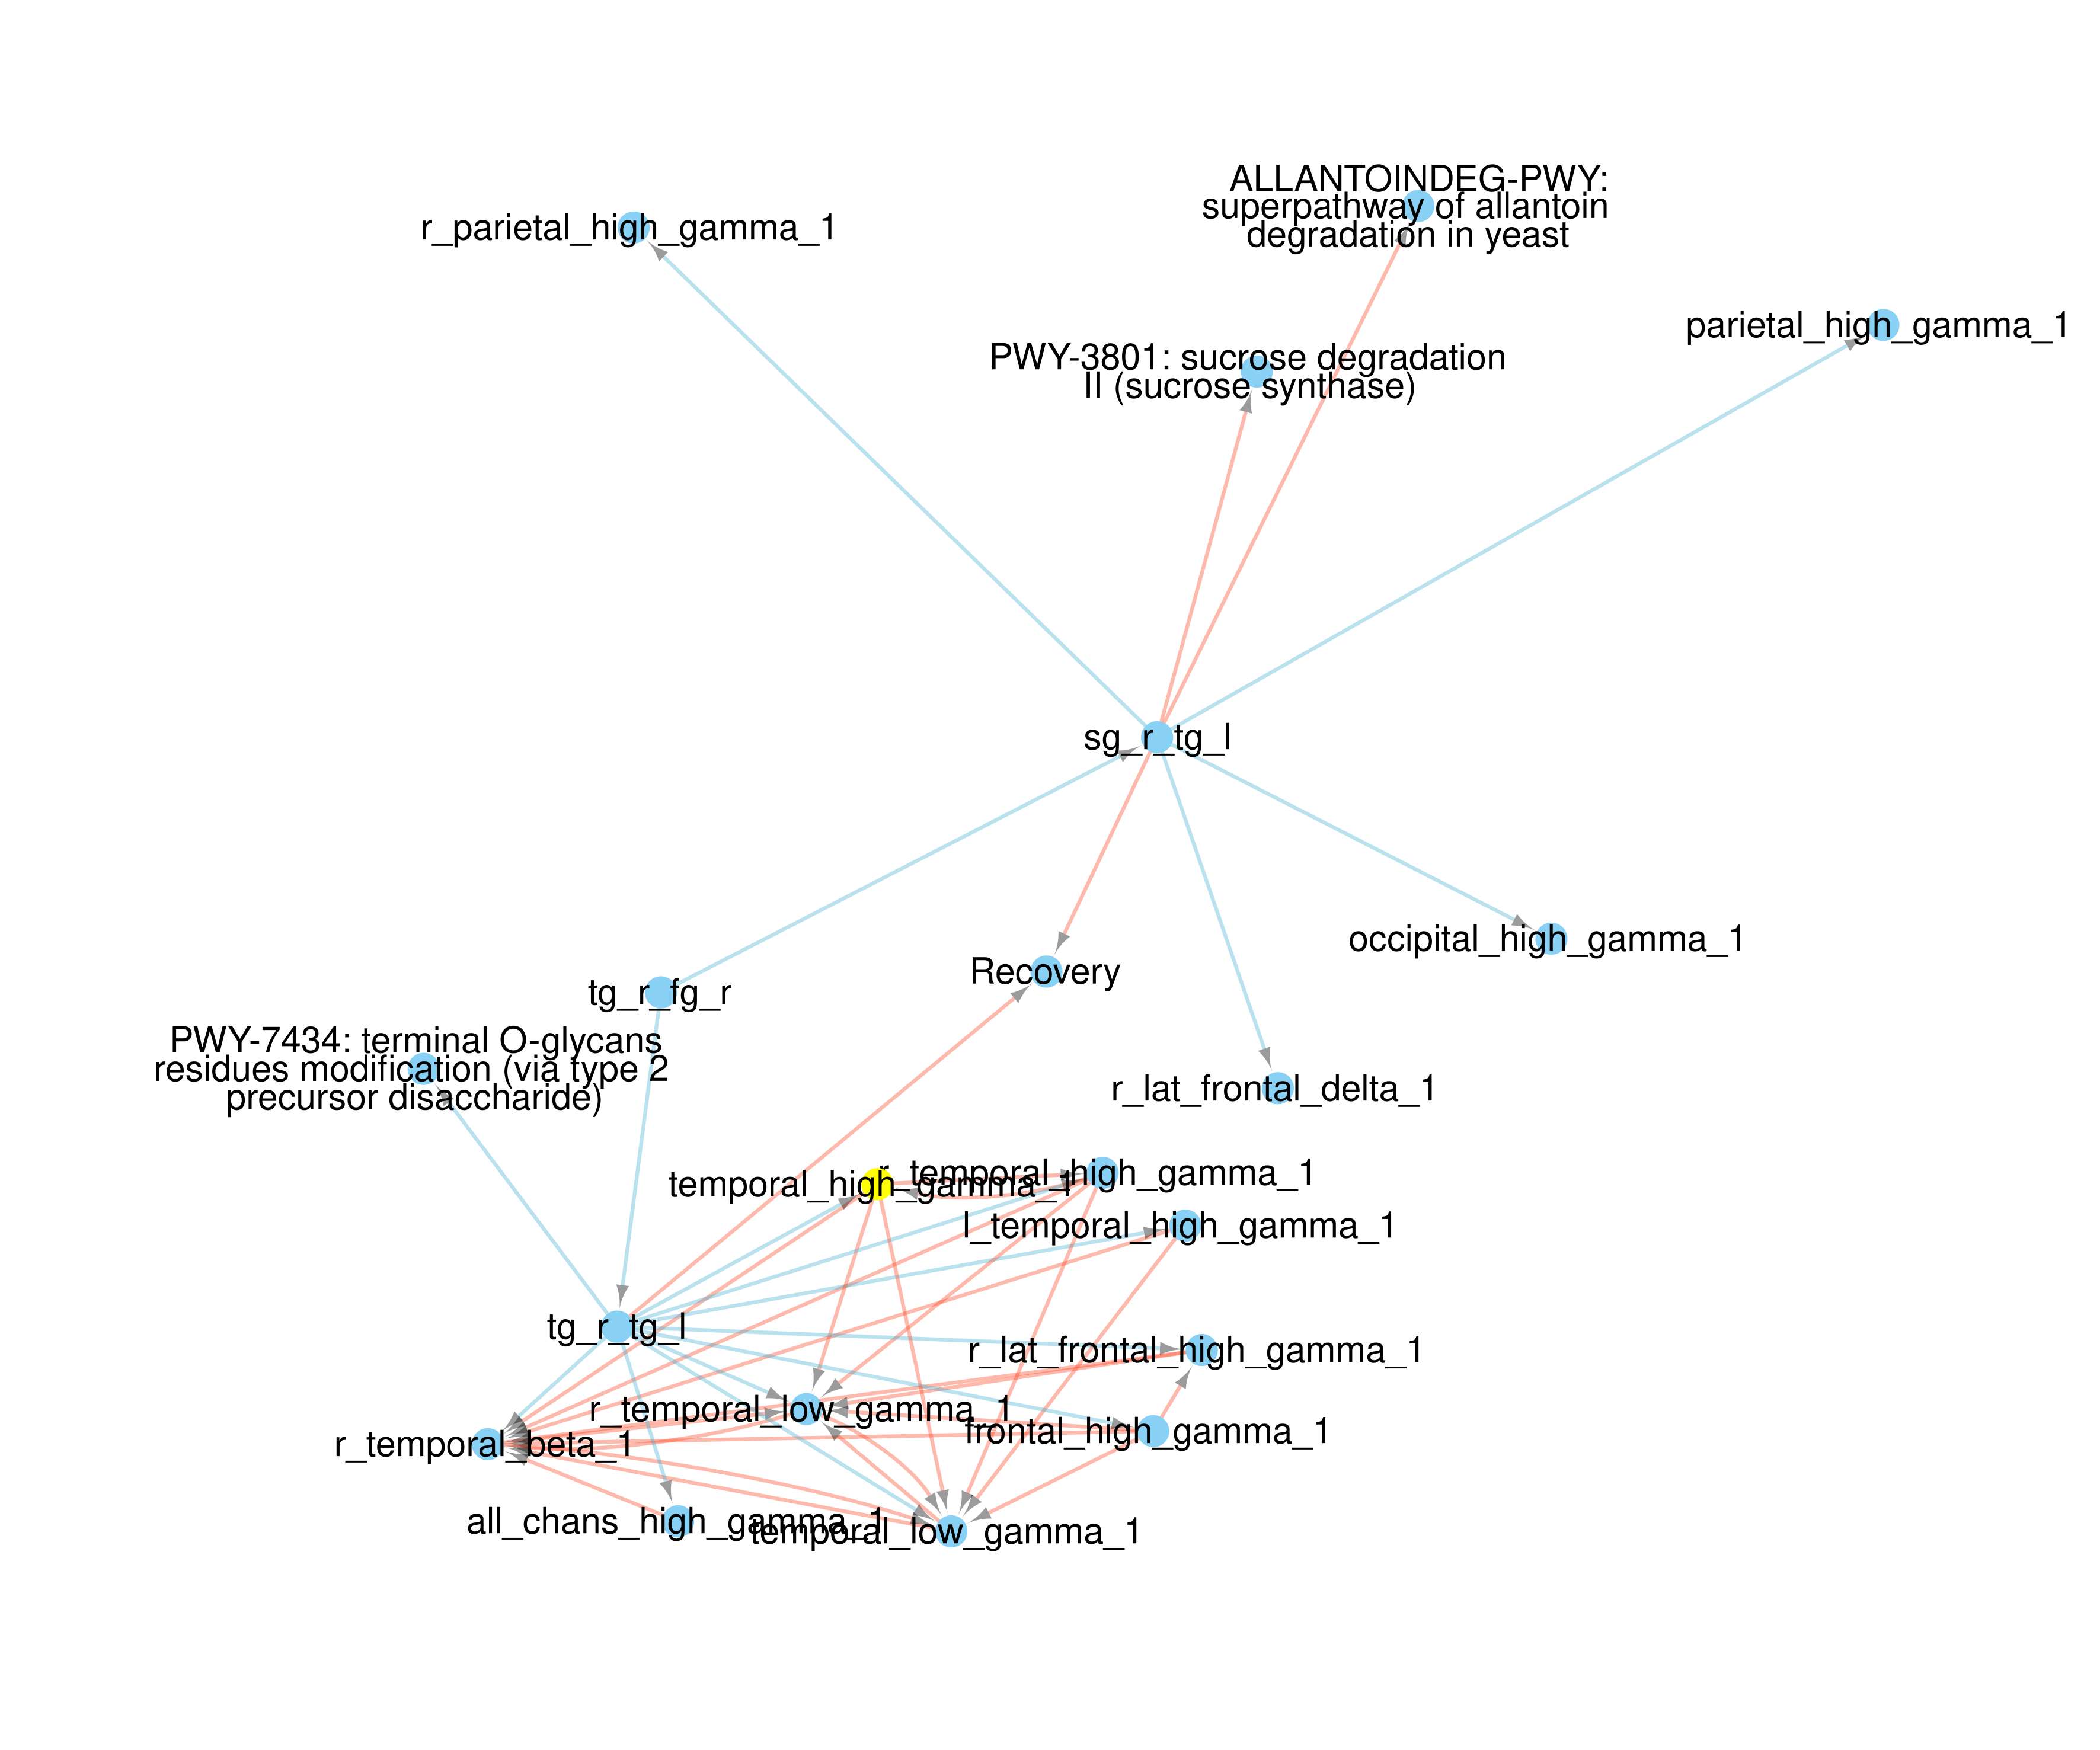 ALLANTOINDEG-PWY:
superpathway of allantoin
degradation in yeast
r_parietal_high_gamma_1
parietal_high_gamma_1
PWY-3801: sucrose degradation
II (sucrose synthase)
sg_r_tg_l
occipital_high_gamma_1
Recovery
tg_r_fg_r
PWY-7434: terminal O-glycans
residues modification (via type 2
precursor disaccharide)
r_lat_frontal_delta_1
temporal_high_gamma_1
r_temporal_high_gamma_1
l_temporal_high_gamma_1
tg_r_tg_l
r_lat_frontal_high_gamma_1
r_temporal_low_gamma_1
frontal_high_gamma_1
r_temporal_beta_1
all_chans_high_gamma_1
temporal_low_gamma_1